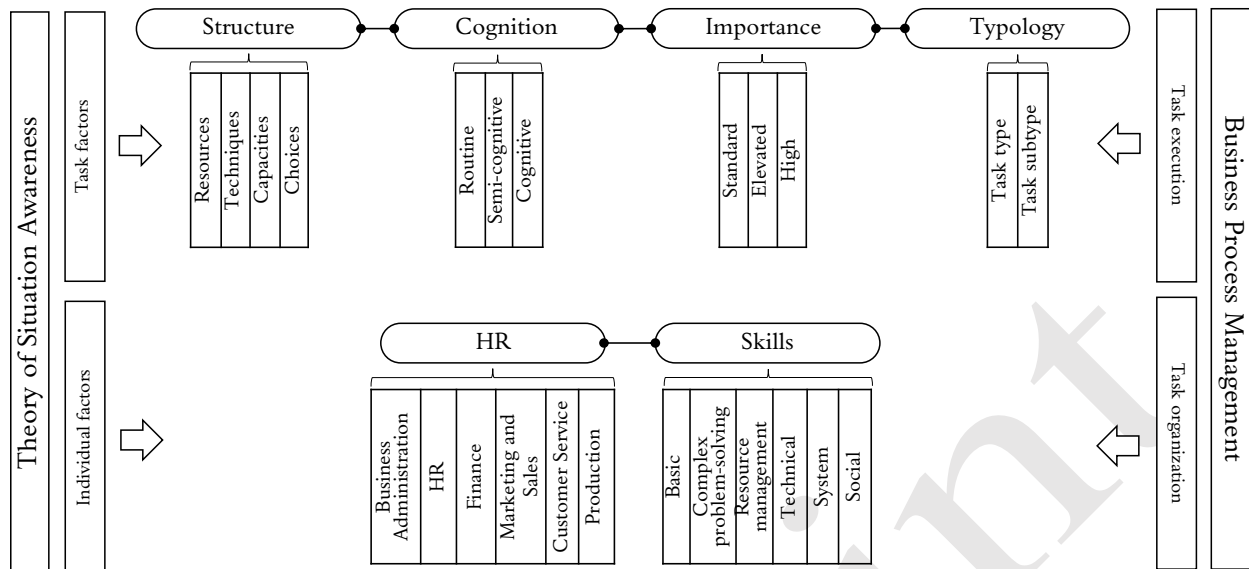 Theory of Situation Awareness
Task factors
Individual factors
Structure
Cognition
Importance
Typology
Resources
Techniques
Capacities
Choices
Routine
Semi-cognitive
Cognitive
Standard
Elevated
High
Task type
Task subtype
HR
Skills
Business
Administration
HR
Finance
Marketing and
Sales
Customer Service
Production
Basic
Complex
problem-solving
Resource
management
Technical
System
Social
Task execution
Task organization
Business Process Management